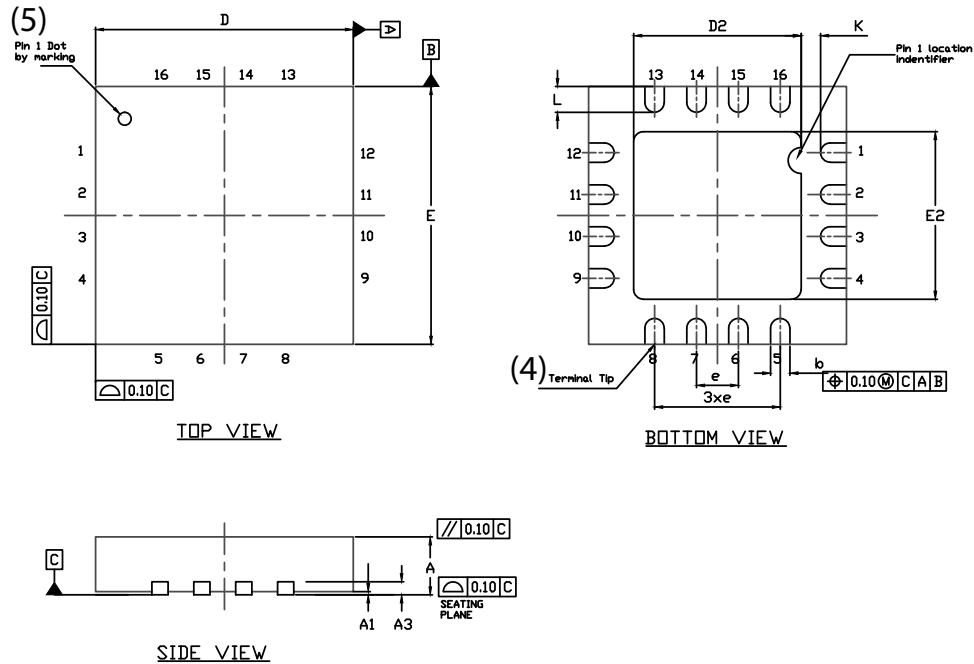 (5)
D
A
Pin 1 Dot
by marking
B
16 15 14 13
1
2
3
4
12
11
10
9
E
0.10 C
5 6 7 8
0.10 C
TOP VIEW
D2
K
Pin 1 location
indentifier
13 14 15 16
L
12
11
10
9
1
2
3
4
E2
8 7 6 5
(4)
Terminal Tip
e
b
3xe
0.10 M C A B
BOTTOM VIEW
// 0.10 C
C
A
0.10 C
SEATING
PLANE
A1 A3
SIDE VIEW